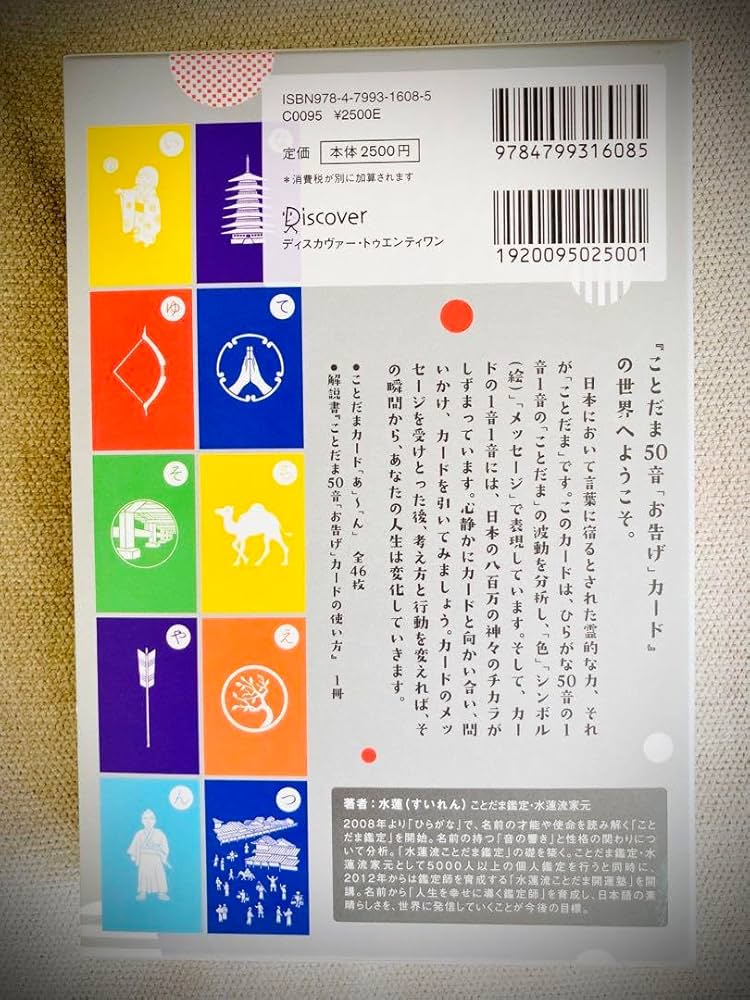 ISBN978-4-7993-1608-5
C0095 ¥2500E
定価 本体2500円
*消費税が別に加算されます
9784799316085
Discover
ディスカヴァー・トゥエンティワン
1920095025001
い
ゆ
て
そ
ら
や
え
ん
つ
『ことだま50音「お告げ」カード』
の世界へようこそ。
日本において言葉に宿るとされた霊的な力、それ
が「ことだま」です。このカードは、ひらがな50音の1
音1音の「ことだま」の波動を分析し、「色」「シンボル
(絵)」「メッセージ」で表現しています。そして、カー
ドの1音1音には、日本の八百万の神々のチカラが
しずまっています。心静かにカードと向かい合い、問
いかけ、カードを引いてみましょう。カードのメッ
セージを受けとった後、考え方と行動を変えれば、そ
の瞬間から、あなたの人生は変化していきます。
●ことだまカード「あ」~「ん」 全46枚
●解説書『ことだま50音「お告げ」カードの使い方』 1冊
著者:水蓮(すいれん) ことだま鑑定・水蓮流家元
2008年より「ひらがな」で、名前の才能や使命を読み解く「こと
だま鑑定」を開始。名前の持つ「音の響き」と性格の関わりについ
て分析。「水蓮流ことだま鑑定」の礎を築く。ことだま鑑定・水
蓮流家元として5000人以上の個人鑑定を行うと同時に、
2012年からは鑑定師を育成する「水蓮流ことだま開運塾」を開
講。名前から「人生を幸せに導く鑑定師」を育成し、日本語の素
晴らしさを、世界に発信していくことが今後の目標。